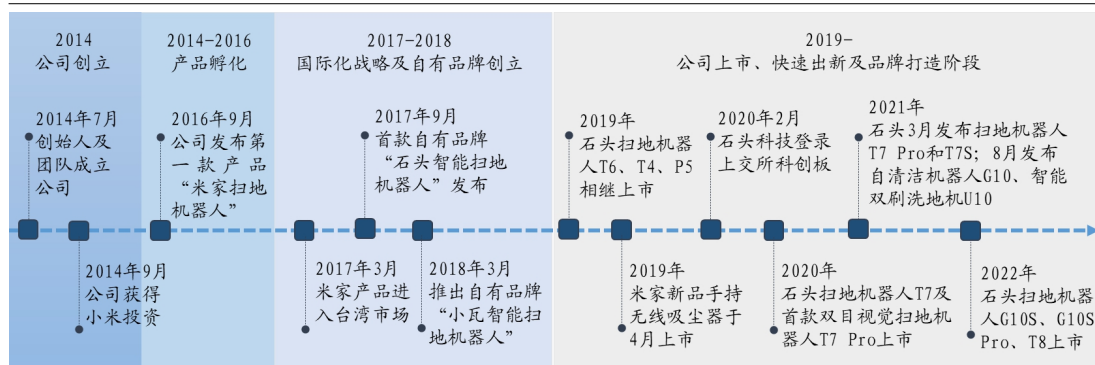 2014
公司创立
2014-2016
产品孵化
2017-2018
国际化战略及自有品牌创立
2019-
公司上市、快速出新及品牌打造阶段
2014年7月
创始人及
团队成立
公司
2016年9月
公司发布第
一款产品
“米家扫地
机器人”
2017年9月
首款自有品牌
“石头智能扫地
机器人”发布
2019年
石头扫地机器
人T6、T4、P5
相继上市
2020年2月
石头科技登录
上交所科创板
2021年
石头3月发布扫地机器人
T7 Pro和T7S; 8月发布
自清洁机器人G10、智能
双刷洗地机U10
2014年9月
公司获得
小米投资
2017年3月
米家产品进
入台湾市场
2018年3月
推出自有品牌
“小瓦智能扫
地机器人”
2019年
米家新品手持
无线吸尘器于
4月上市
2020年
石头扫地机器人T7及
首款双目视觉扫地机
器人T7 Pro上市
2022年
石头扫地机器
人G10S、G10S
Pro、T8上市